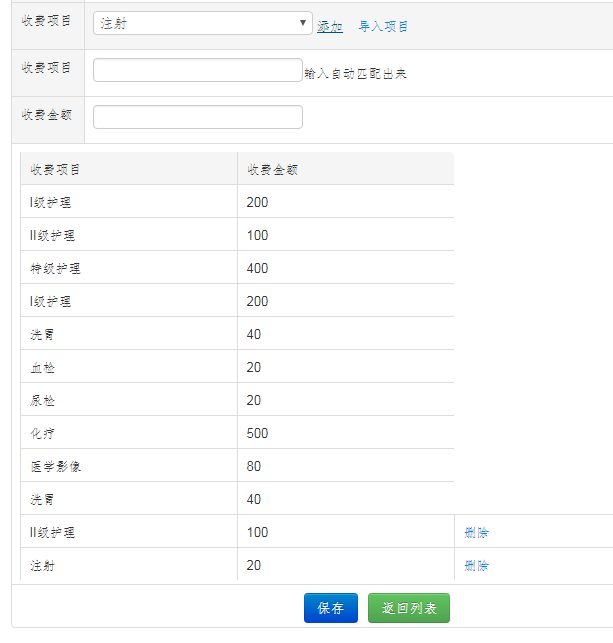 收费项目 注射 添加 导入项目
收费项目 输入自动匹配出来
收费金额
收费项目 收费金额
I级护理 200
II级护理 100
特级护理 400
I级护理 200
洗胃 40
血检 20
尿检 20
化疗 500
医学影像 80
洗胃 40
II级护理 100 删除
注射 20 删除
保存 返回列表